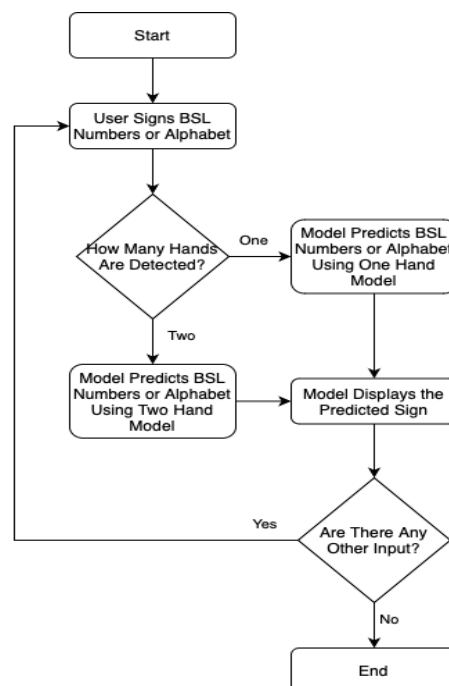 Start
User Signs BSL
Numbers or Alphabet
How Many Hands
Are Detected?
One
Model Predicts BSL
Numbers or Alphabet
Using One Hand
Model
Two
Model Predicts BSL
Numbers or Alphabet
Using Two Hand
Model
Model Displays the
Predicted Sign
Yes
Are There Any
Other Input?
No
End